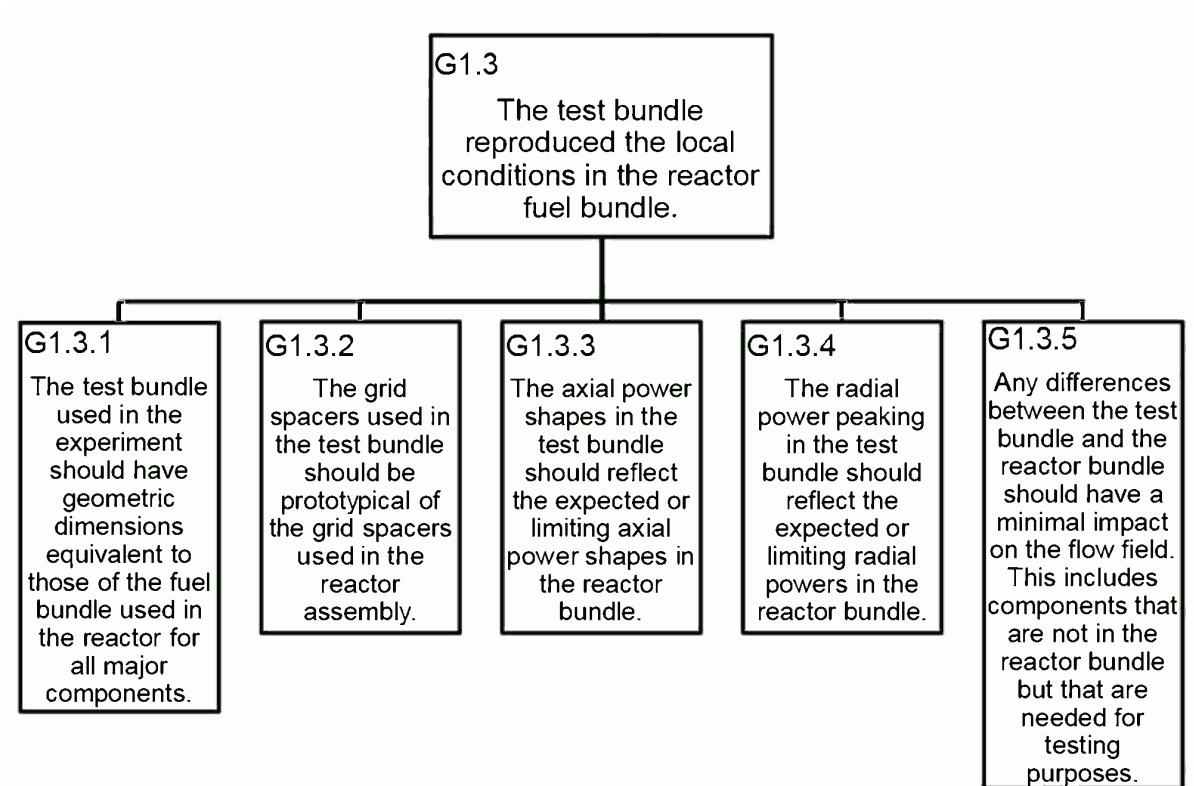 G1.3
The test bundle
reproduced the local
conditions in the reactor
fuel bundle.
G1.3.1
The test bundle
used in the
experiment
should have
geometric
dimensions
equivalent to
those of the fuel
bundle used in
the reactor for
all major
components.
G1.3.2
The grid
spacers used in
the test bundle
should be
prototypical of
the grid spacers
used in the
reactor
assembly.
G1.3.3
The axial power
shapes in the
test bundle
should reflect
the expected or
limiting axial
power shapes in
the reactor
bundle.
G1.3.4
The radial
power peaking
in the test
bundle should
reflect the
expected or
limiting radial
powers in the
reactor bundle.
G1.3.5
Any differences
between the test
bundle and the
reactor bundle
should have a
minimal impact
on the flow field.
This includes
components that
are not in the
reactor bundle
but that are
needed for
testing
purposes.